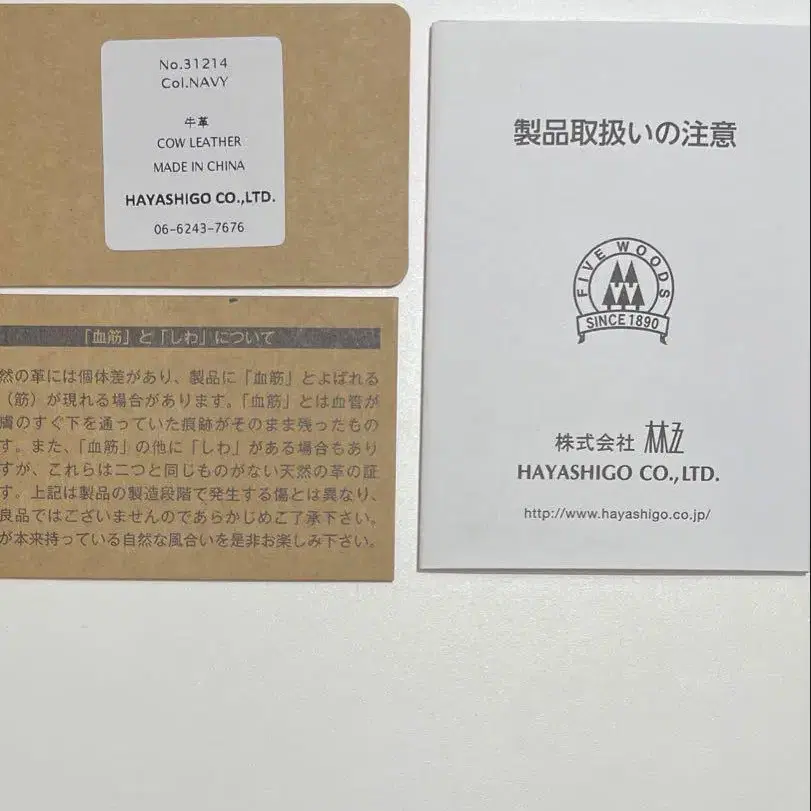 No.31214
Col.NAVY
牛革
COW LEATHER
MADE IN CHINA
HAYASHIGO CO.,LTD.
06-6243-7676
「血筋」と「しわ」について
然の革には個体差があり、製品に「血筋」とよばれる
（筋）が現れる場合があります。「血筋」とは血管が
膚のすぐ下を通っていた痕跡がそのまま残ったもの
す。また、「血筋」の他に「しわ」がある場合もあり
すが、これらは二つと同じものがない天然の革の証
す。上記は製品の製造段階で発生する傷とは異なり、
良品ではございませんのであらかじめご了承下さい。
が本来持っている自然な風合いを是非お楽しみ下さい。
製品取扱いの注意
FIVE WOODS
SINCE 1890
株式会社 林五
HAYASHIGO CO.,LTD.
http://www.hayashigo.co.jp/